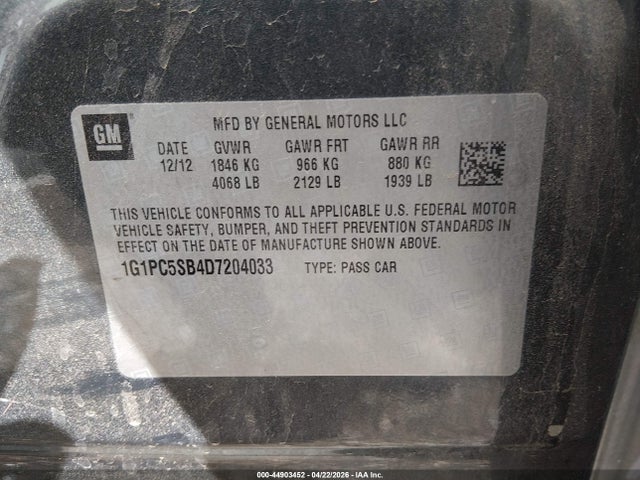 GM
MFD BY GENERAL MOTORS LLC
DATE GVWR GAWR FRT GAWR RR
12/12 1846 KG 966 KG 880 KG
4068 LB 2129 LB 1939 LB
THIS VEHICLE CONFORMS TO ALL APPLICABLE U.S. FEDERAL MOTOR
VEHICLE SAFETY, BUMPER, AND THEFT PREVENTION STANDARDS IN
EFFECT ON THE DATE OF MANUFACTURE SHOWN ABOVE.
1G1PC5SB4D7204033 TYPE: PASS CAR
000-44903452 - 04/22/2026 - IAA Inc.